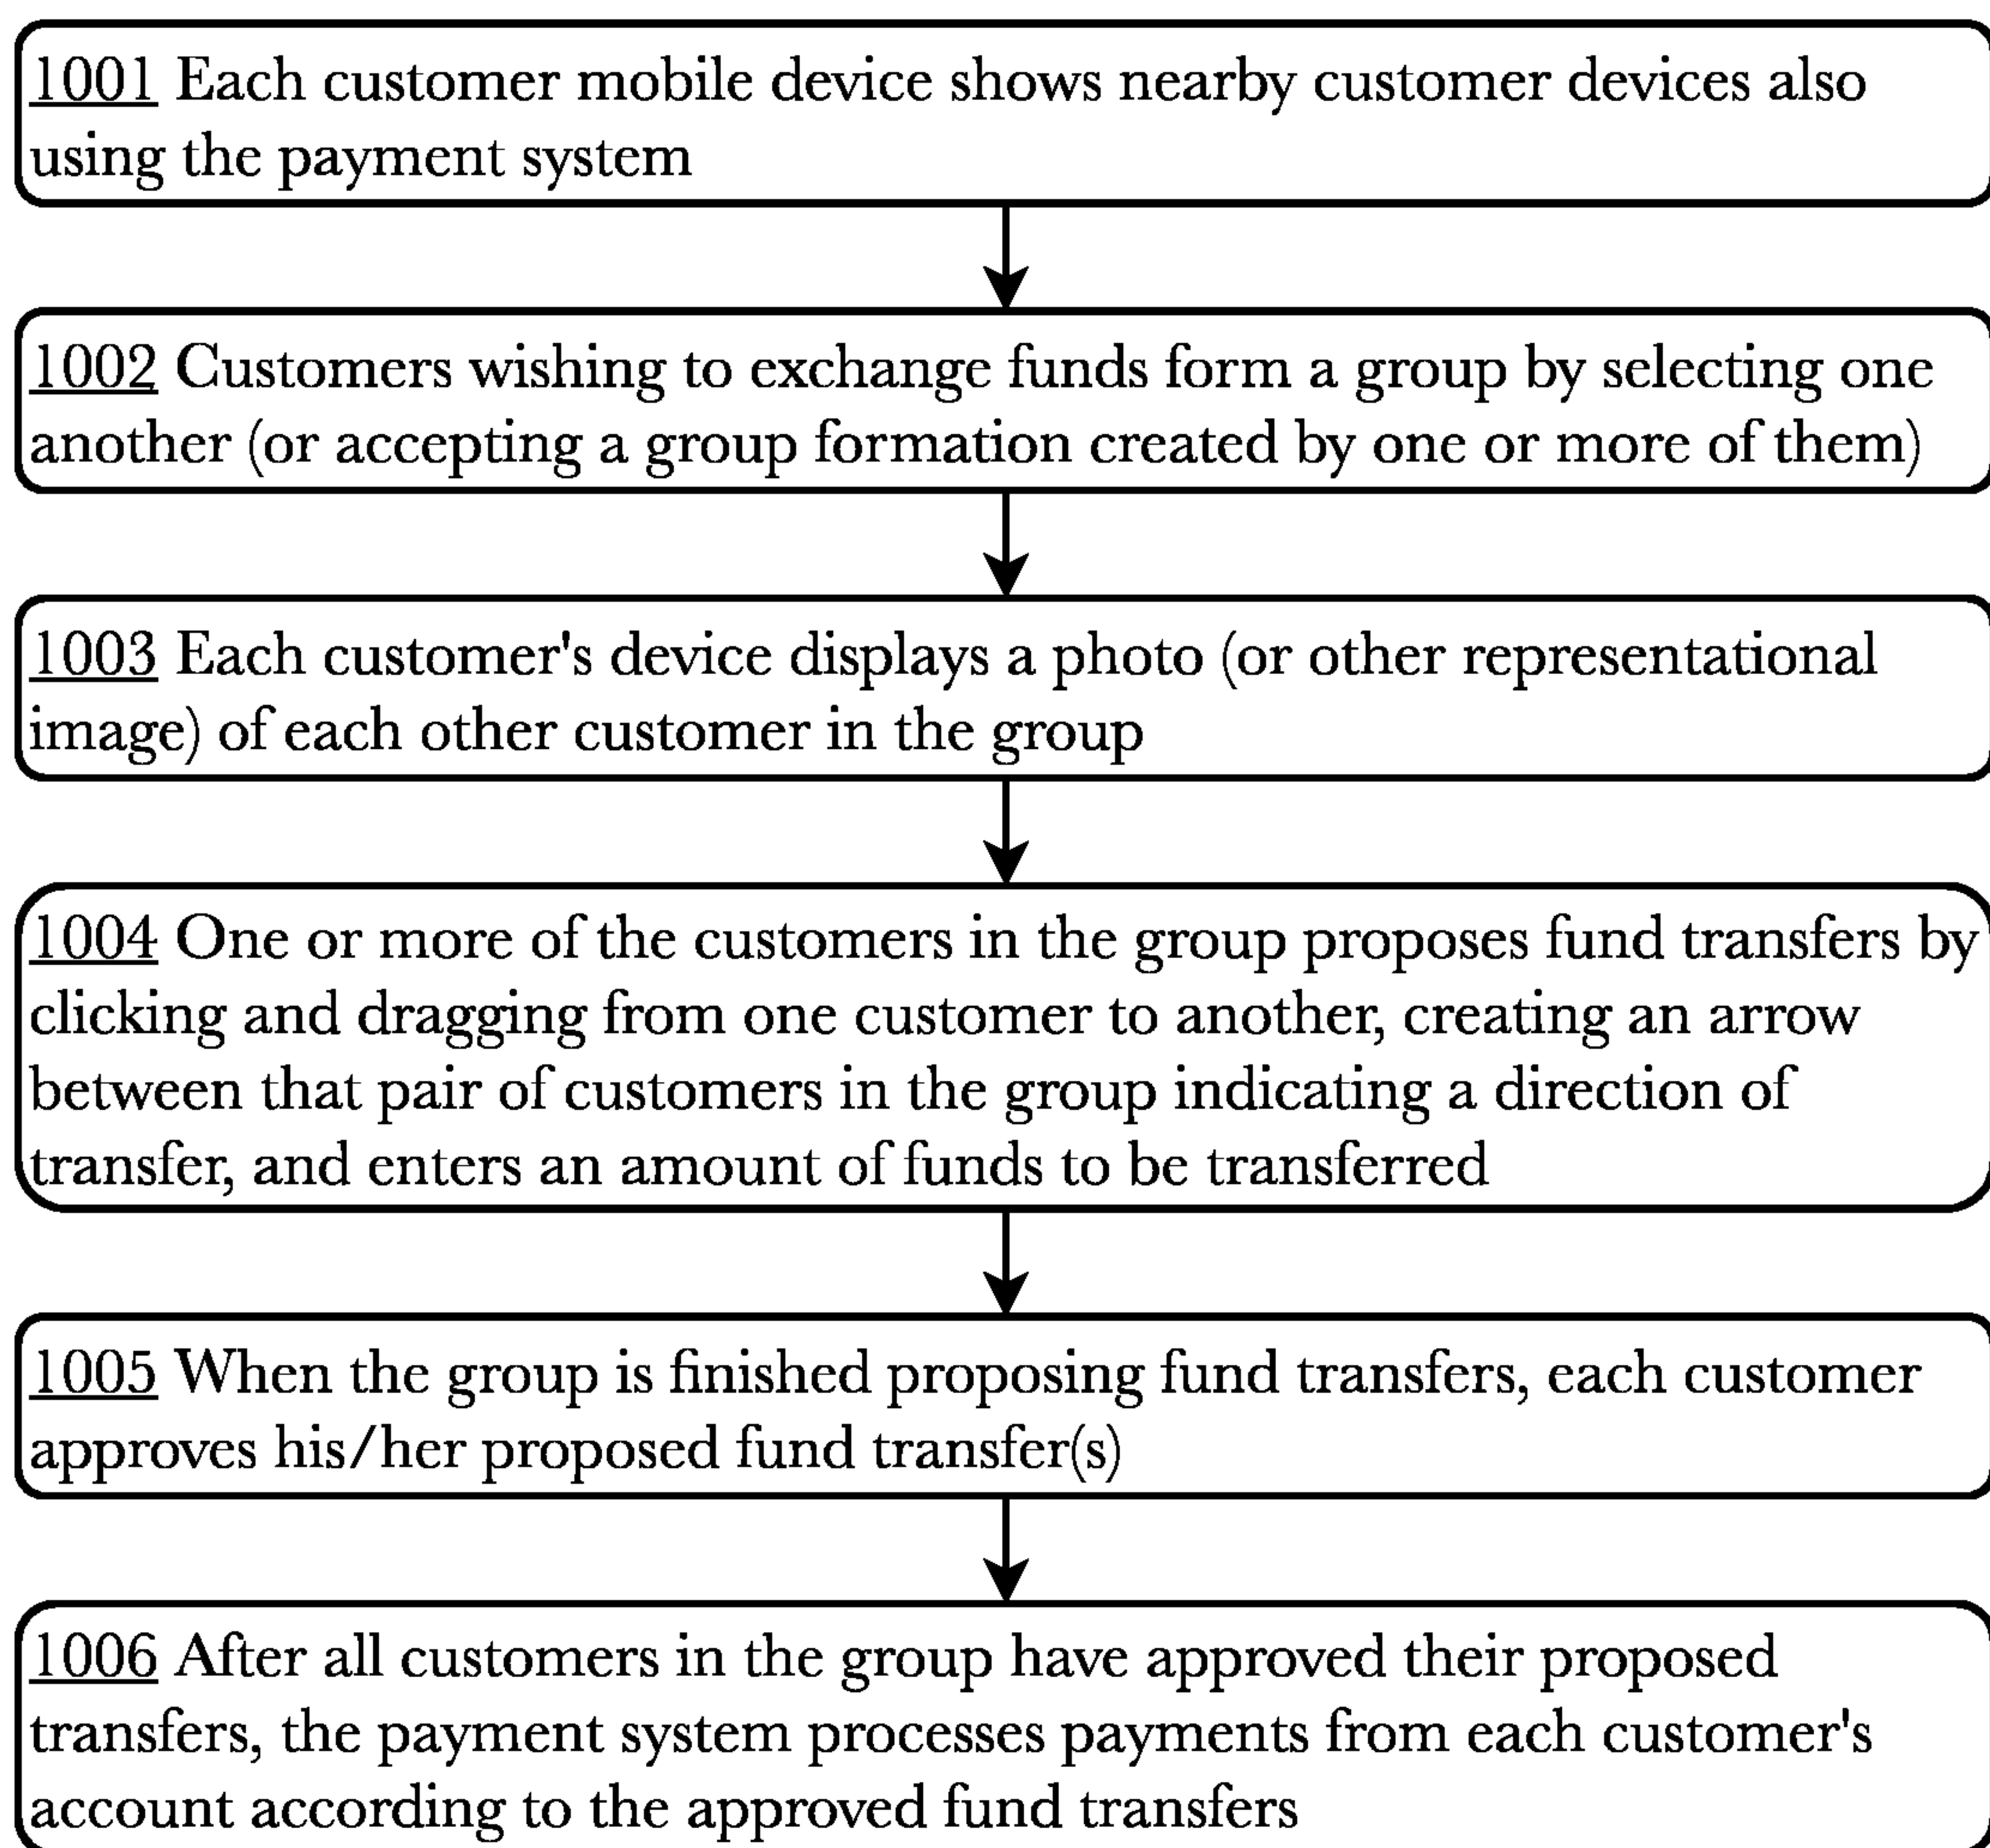 1001 Each customer mobile device shows nearby customer devices also
using the payment system
1002 Customers wishing to exchange funds form a group by selecting one
another (or accepting a group formation created by one or more of them)
1003 Each customer's device displays a photo (or other representational
image) of each other customer in the group
1004 One or more of the customers in the group proposes fund transfers by
clicking and dragging from one customer to another, creating an arrow
between that pair of customers in the group indicating a direction of
transfer, and enters an amount of funds to be transferred
1005 When the group is finished proposing fund transfers, each customer
approves his/her proposed fund transfer(s)
1006 After all customers in the group have approved their proposed
transfers, the payment system processes payments from each customer's
account according to the approved fund transfers